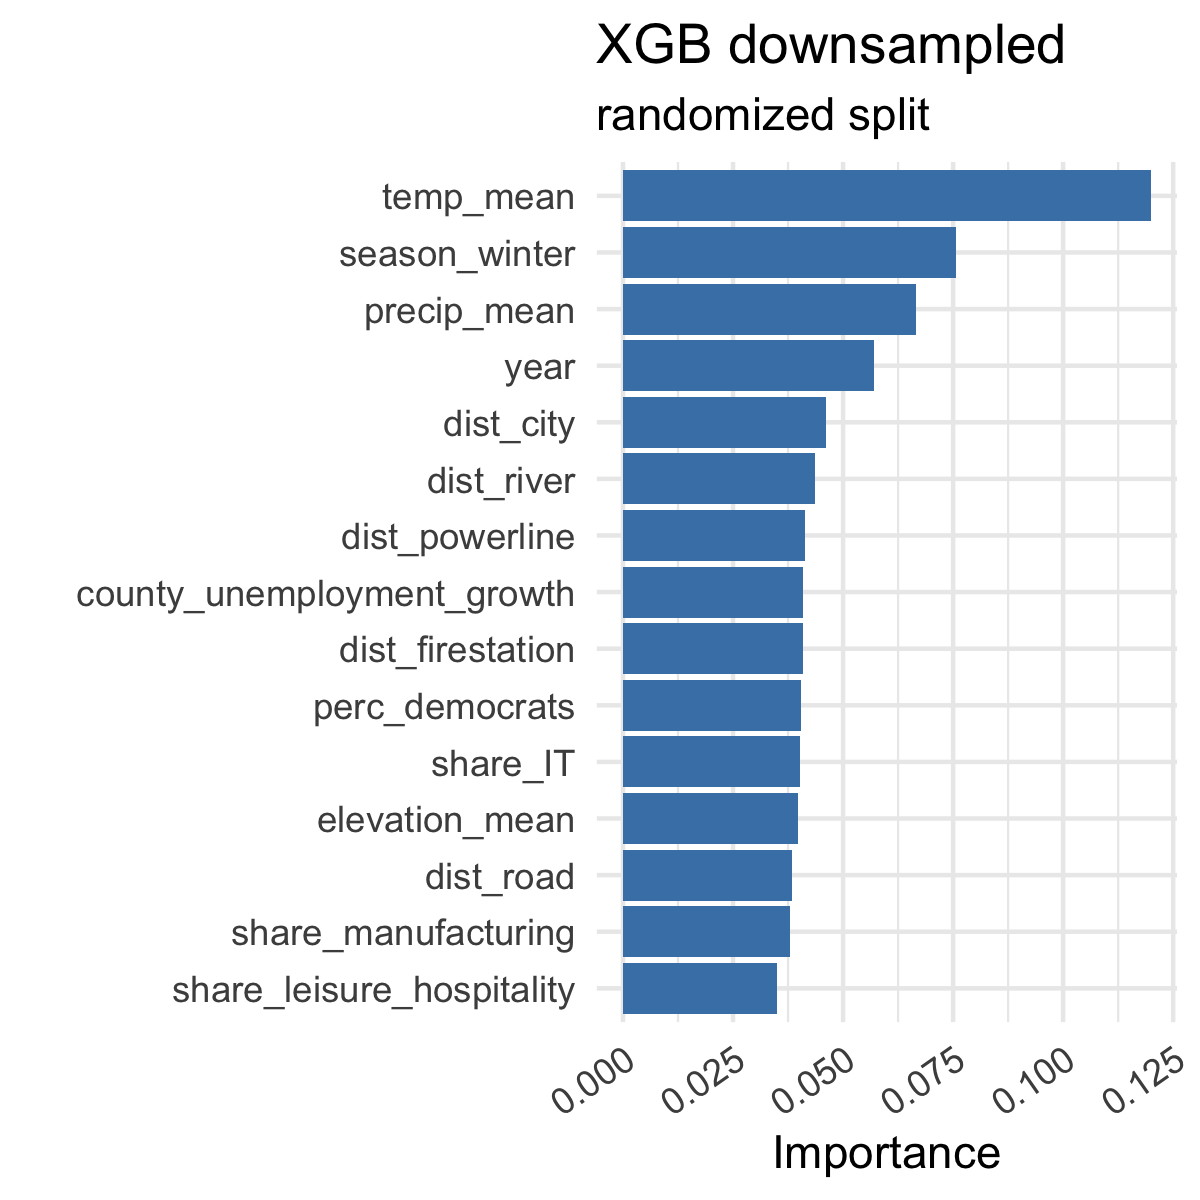 XGB downsampled
randomized split
temp_mean
season_winter
precip_mean
year
dist_city
dist_river
dist_powerline
county_unemployment_growth
dist_firestation
perc_democrats
share_IT
elevation_mean
dist_road
share_manufacturing
share_leisure_hospitality
0.000 0.025 0.050 0.075 0.100 0.125
Importance